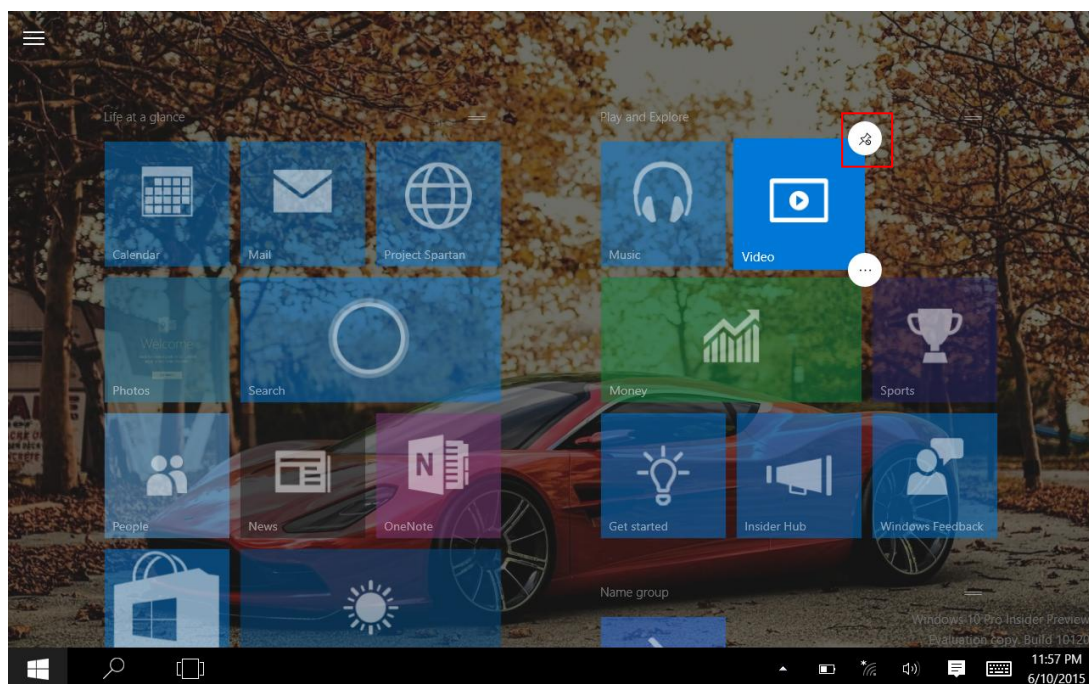 Life at a glance
Play and Explore
Calendar
Mail
Project Spartan
Music
Video
Welcome
Photos
Search
Money
Sports
People
News
N
OneNote
Get started
Insider Hub
Windows Feedback
Name group
Windows 10 Pro Insider Preview
Evaluation copy. Build 1012
11:57 PM
6/10/2015